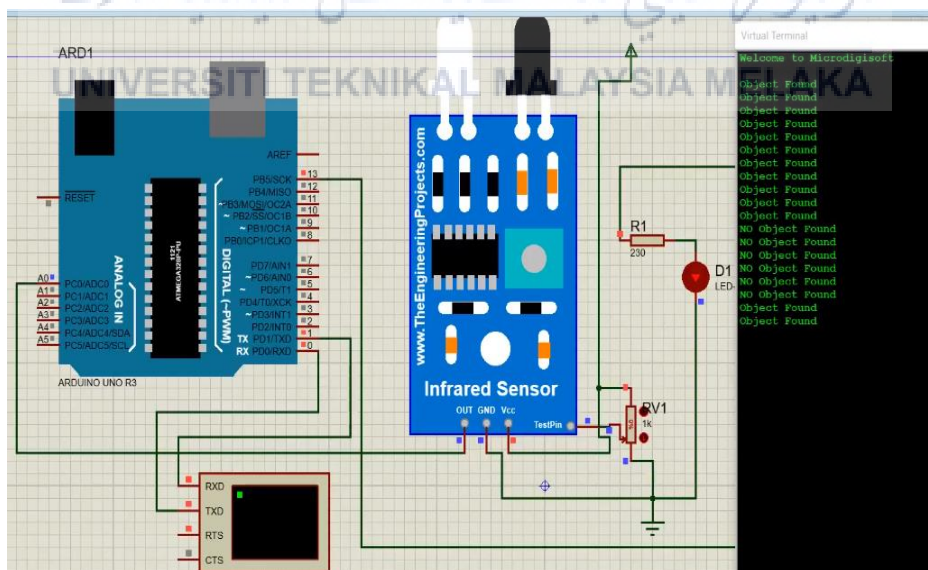 UNIVERSITI TEKNIKAL MALAYSIA MELAKA
ARD1
RESET
AREF
PB5/SCK 13
PB4/MISO 12
~PB3/MOSI/OC2A 11
~ PB2/SS/OC1B 10
~ PB1/OC1A 9
PB0/ICP1/CLKO 8
PD7/AIN1 7
~ PD6/AIN0 6
~ PD5/T1 5
PD4/T0/XCK 4
~PD3/INT1 3
PD2/INT0 2
TX PD1/TXD 1
RX PD0/RXD 0
A0 PC0/ADC0
A1 PC1/ADC1
A2 PC2/ADC2
A3 PC3/ADC3
A4 PC4/ADC4/SDA
A5 PC5/ADC5/SCL
ANALOG IN
ATMEGA328P-PU
1121
DIGITAL (~PWM)
ARDUINO UNO R3
www.TheEngineeringProjects.com
Infrared Sensor
OUT GND Vcc
TestPin
R1
230
D1
LED-
RV1
1k
RXD
TXD
RTS
CTS
Virtual Terminal
Welcome to Microdigisoft
Object Found
Object Found
Object Found
Object Found
Object Found
Object Found
Object Found
Object Found
Object Found
Object Found
Object Found
NO Object Found
NO Object Found
NO Object Found
NO Object Found
NO Object Found
NO Object Found
Object Found
Object Found